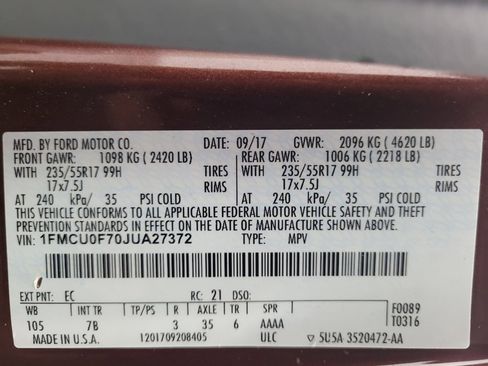 MFD. BY FORD MOTOR CO. DATE: 09/17 GVWR: 2096 KG ( 4620 LB)
FRONT GAWR: 1098 KG ( 2420 LB) REAR GAWR: 1006 KG ( 2218 LB)
WITH 235/55R17 99H TIRES WITH 235/55R17 99H TIRES
17x7.5J RIMS 17x7.5J RIMS
AT 240 kPa/ 35 PSI COLD AT 240 kPa/ 35 PSI COLD
THIS VEHICLE CONFORMS TO ALL APPLICABLE FEDERAL MOTOR VEHICLE SAFETY AND THEFT
PREVENTION STANDARDS IN EFFECT ON THE DATE OF MANUFACTURE SHOWN ABOVE.
VIN: 1FMCU0F70JUA27372 TYPE: MPV
EXT PNT: EC RC: 21 DSO:
WB INT TR TP/PS R AXLE TR SPR F0089
105 7B 3 35 6 AAAA T0316
MADE IN U.S.A. 1201709208405 ULC ▽ 5U5A 3520472-AA